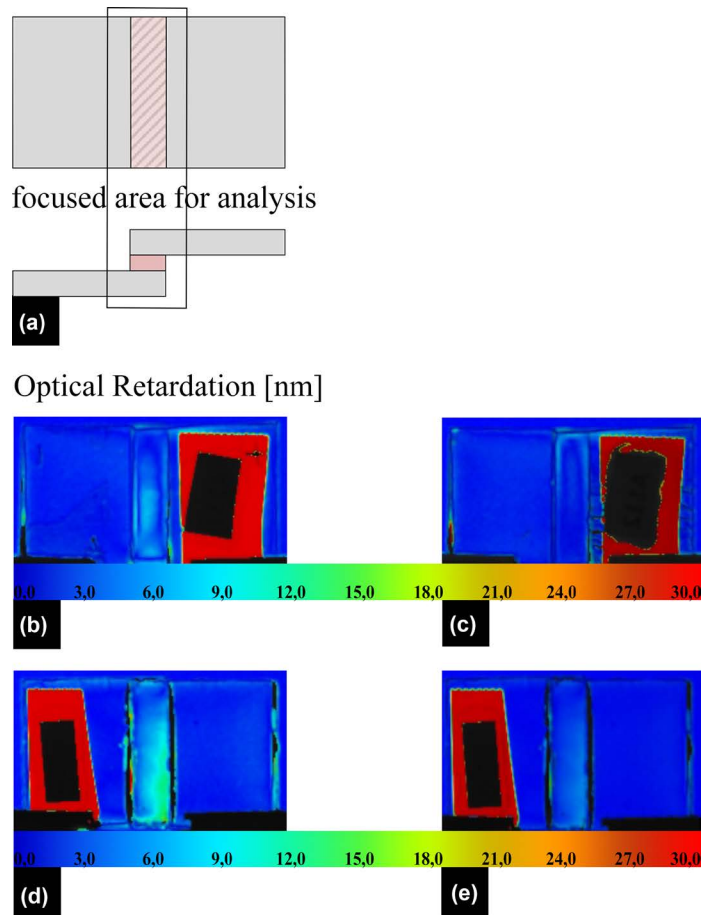 focused area for analysis
(a)
Optical Retardation [nm]
0,0 3,0 6,0 9,0 12,0 15,0 18,0 21,0 24,0 27,0 30,0
(b) (c)
0,0 3,0 6,0 9,0 12,0 15,0 18,0 21,0 24,0 27,0 30,0
(d) (e)